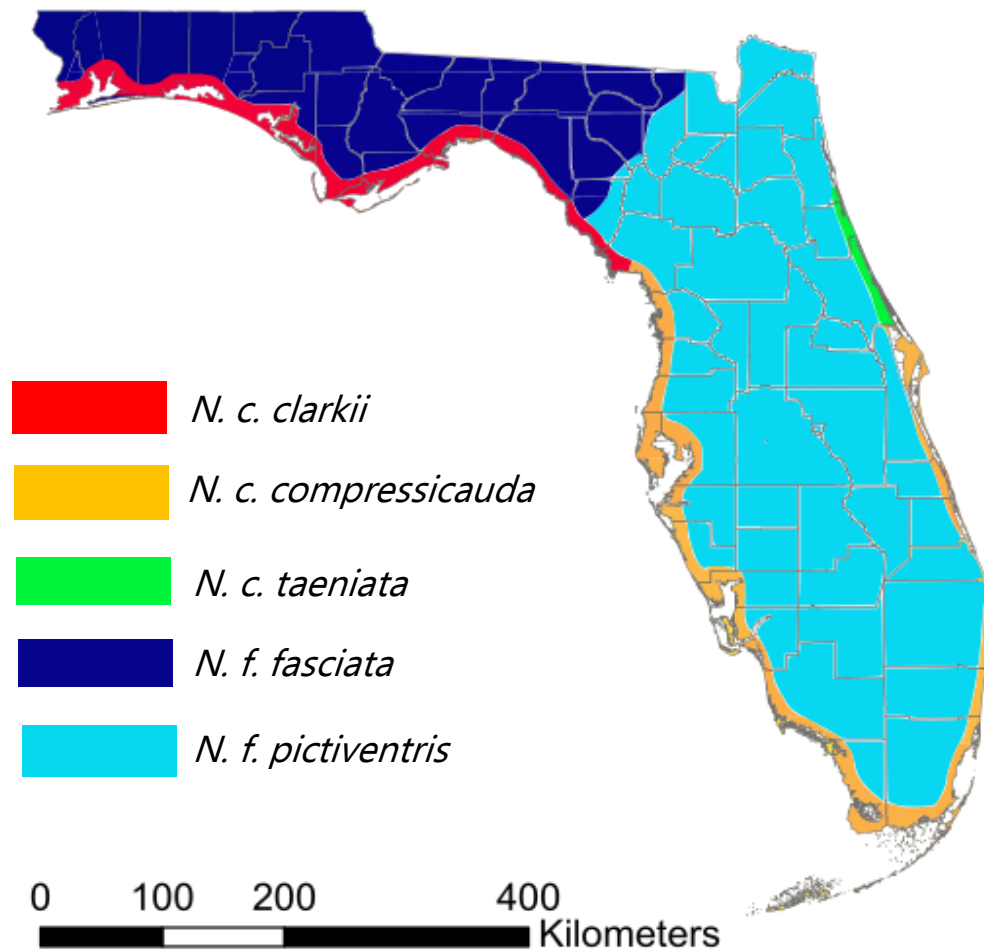 N. c. clarkii
N. c. compressicauda
N. c. taeniata
N. f. fasciata
N. f. pictiventris
0 100 200 400
Kilometers